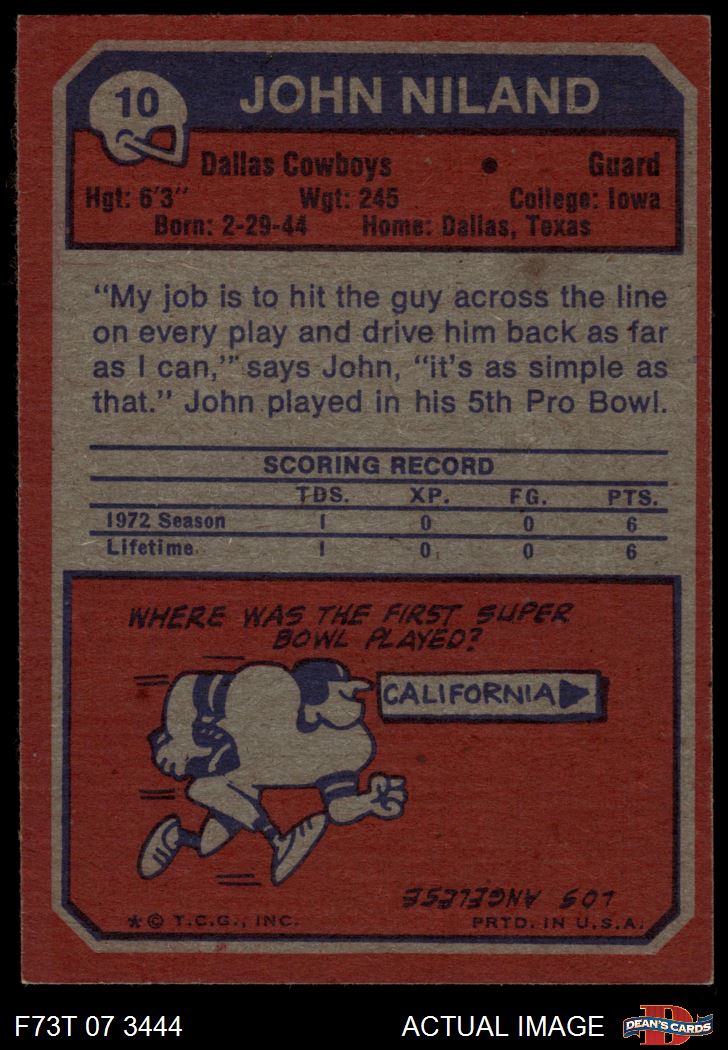 10
JOHN NILAND
Dallas Cowboys • Guard
Hgt: 6'3" Wgt: 245 College: Iowa
Born: 2-29-44 Home: Dallas, Texas
“My job is to hit the guy across the line
on every play and drive him back as far
as I can,’” says John, “it’s as simple as
that.” John played in his 5th Pro Bowl.
SCORING RECORD
TDS. XP. FG. PTS.
1972 Season 1 0 0 6
Lifetime 1 0 0 6
WHERE WAS THE FIRST SUPER
BOWL PLAYED?
CALIFORNIA
LOS ANGELESE
* © T.C.G., INC. PRTD. IN U.S.A.
F73T 07 3444 ACTUAL IMAGE
D
DEAN'S CARDS